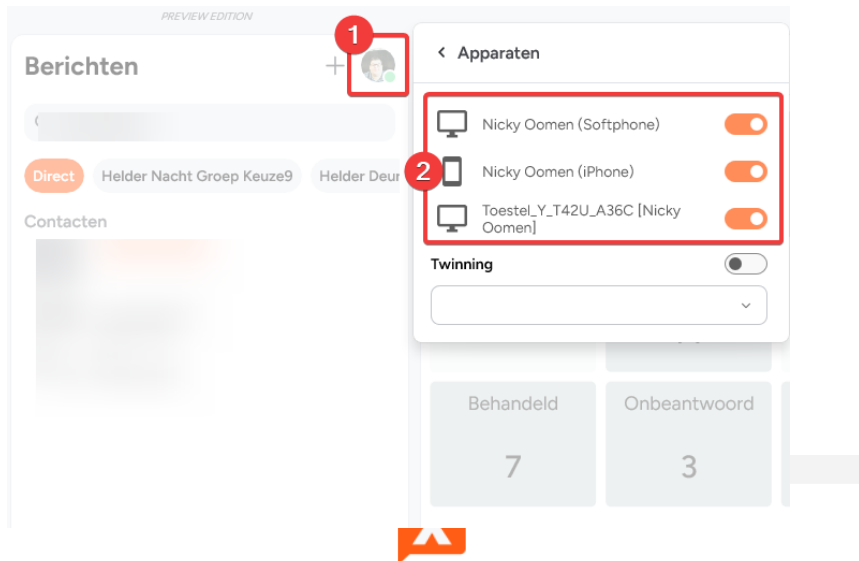 PREVIEW EDITION
1
Berichten
Apparaten
Nicky Oomen (Softphone)
2
Nicky Oomen (iPhone)
Direct
Helder Nacht Groep Keuze9
Helder Deur
Toestel_Y_T42U_A36C [Nicky
Oomen]
Contacten
Twinning
Behandeld
Onbeantwoord
7
3